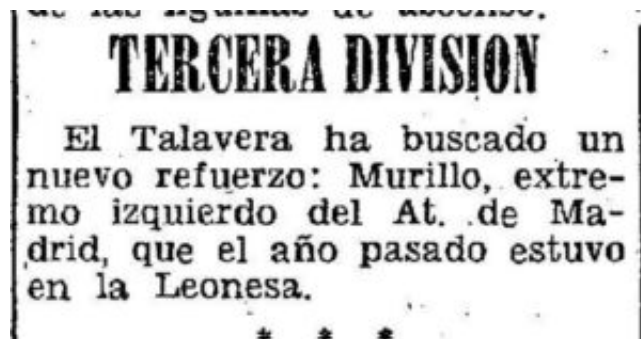 TERCERA DIVISION
El Talavera ha buscado un
nuevo refuerzo: Murillo, extre-
mo izquierdo del At. de Ma-
drid, que el año pasado estuvo
en la Leonesa.
* * *